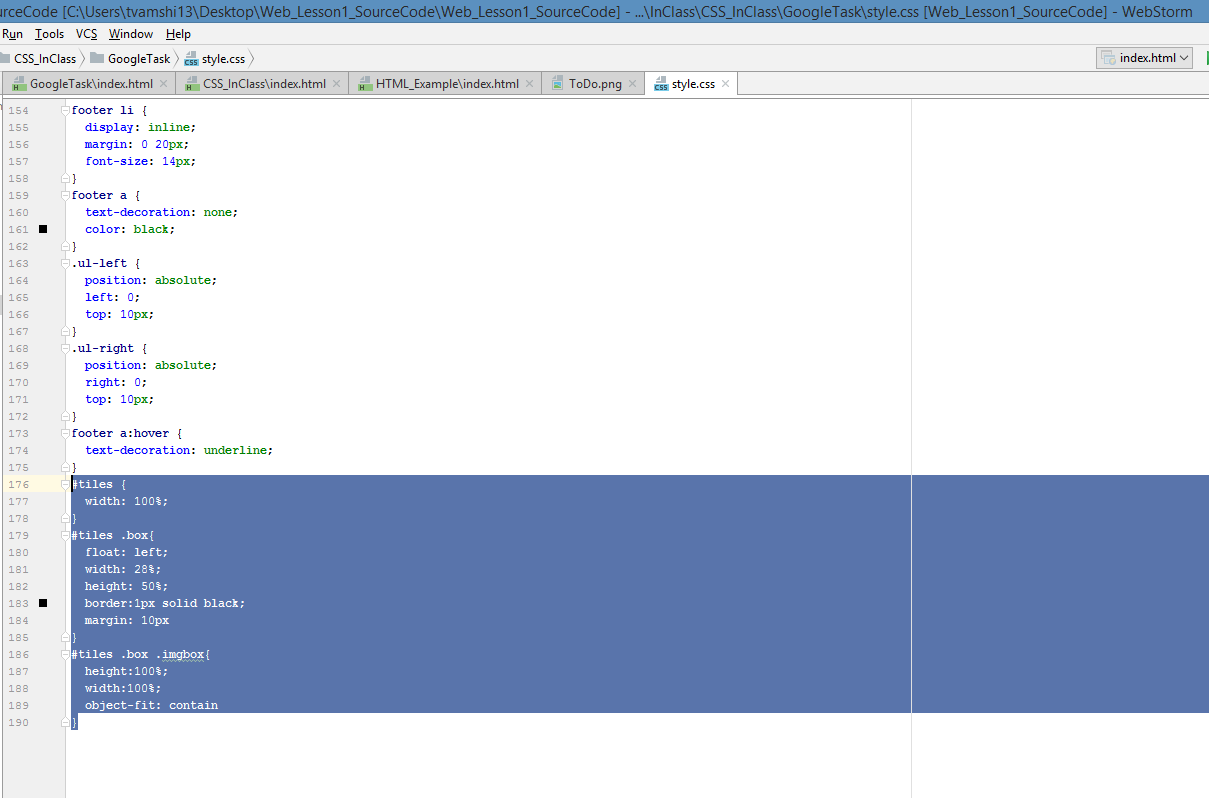 urceCode [C:\Users\tvamshi13\Desktop\Web_Lesson1_SourceCode\Web_Lesson1_SourceCode] - ...\InClass\CSS_InClass\GoogleTask\style.css [Web_Lesson1_SourceCode] - WebStorm
Run Tools VCS Window Help
CSS_InClass GoogleTask style.css index.html
GoogleTask\index.html CSS_InClass\index.html HTML_Example\index.html ToDo.png style.css
154 footer li {
155 display: inline;
156 margin: 0 20px;
157 font-size: 14px;
158 }
159 footer a {
160 text-decoration: none;
161 color: black;
162 }
163 .ul-left {
164 position: absolute;
165 left: 0;
166 top: 10px;
167 }
168 .ul-right {
169 position: absolute;
170 right: 0;
171 top: 10px;
172 }
173 footer a:hover {
174 text-decoration: underline;
175 }
176 #tiles {
177 width: 100%;
178 }
179 #tiles .box{
180 float: left;
181 width: 28%;
182 height: 50%;
183 border:1px solid black;
184 margin: 10px
185 }
186 #tiles .box .imgbox{
187 height:100%;
188 width:100%;
189 object-fit: contain
190 }